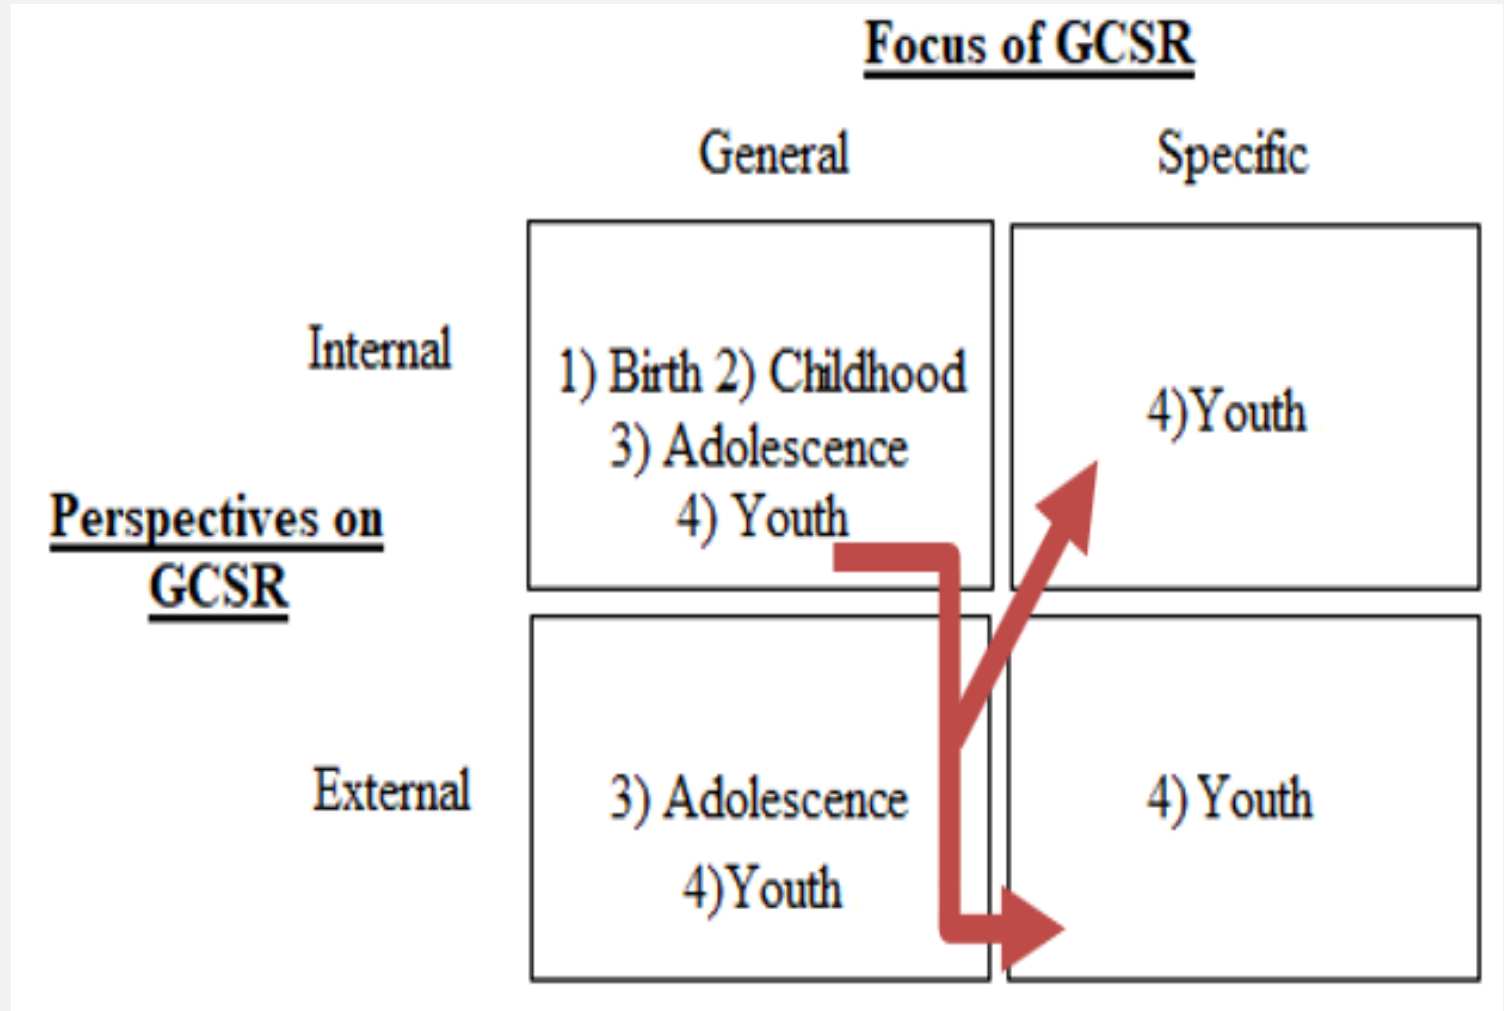 Focus of GCSR
General
Specific
Internal
1) Birth 2) Childhood
3) Adolescence
4) Youth
4)Youth
Perspectives on
GCSR
External
3) Adolescence
4)Youth
4) Youth